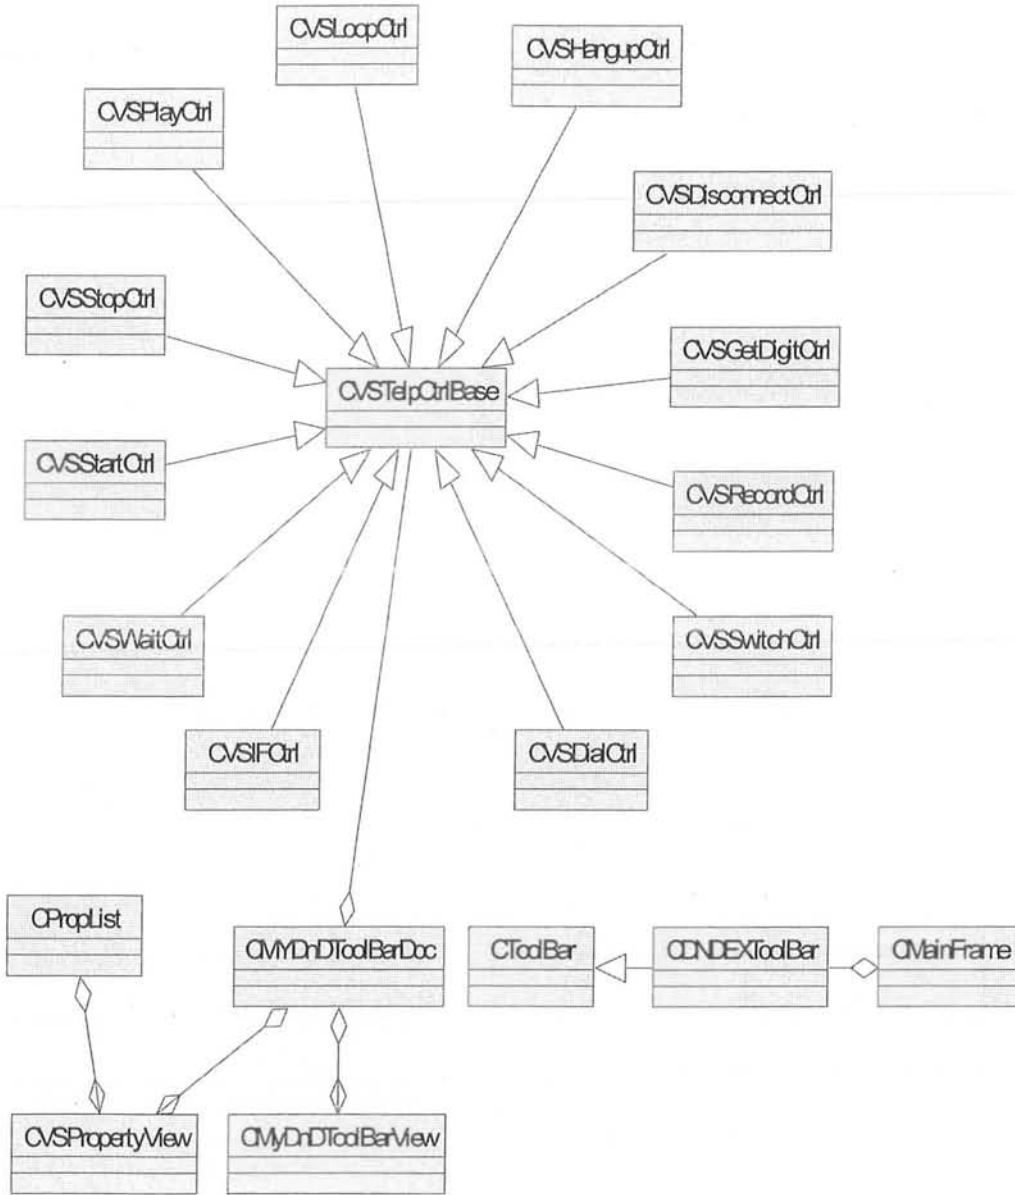 CVSLoopCtrl
CVSHangupCtrl
CVSPlayCtrl
CVSDisconnectCtrl
CVSStopCtrl
CVSGetDigitCtrl
CVSTelpCtrlBase
CVSStartCtrl
CVSRecordCtrl
CVSWaitCtrl
CVSSwitchCtrl
CVSIFCtrl
CVSDialCtrl
CPropList
CMYDnDToolBarDoc
CToolBar
CDNDEXToolBar
CMainFrame
CVSPropertyView
CMyDnDToolBarView